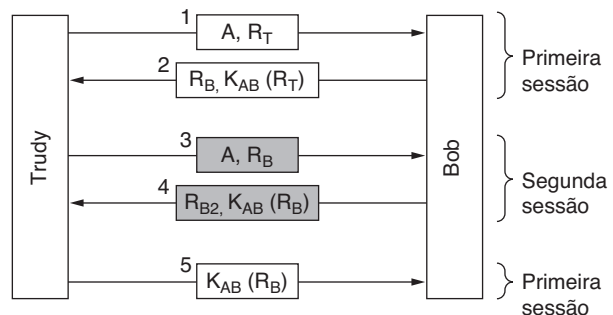 1
A, R_T
2
R_B, K_AB (R_T)
Primeira
sessão
3
A, R_B
4
R_B2, K_AB (R_B)
Segunda
sessão
5
K_AB (R_B)
Primeira
sessão
Trudy
Bob